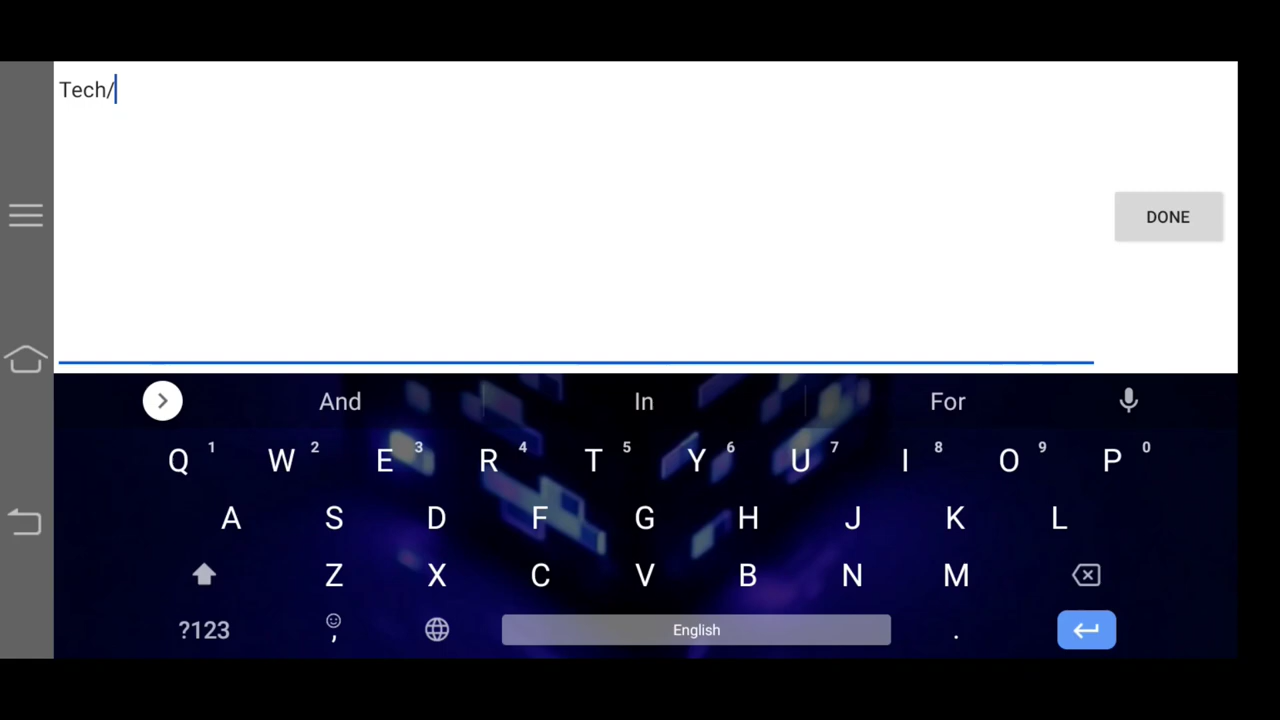 Tech/
DONE
And In For
Q 1 W 2 E 3 R 4 T 5 Y 6 U 7 I 8 O 9 P 0
A S D F G H J K L
Z X C V B N M
?123 , English .